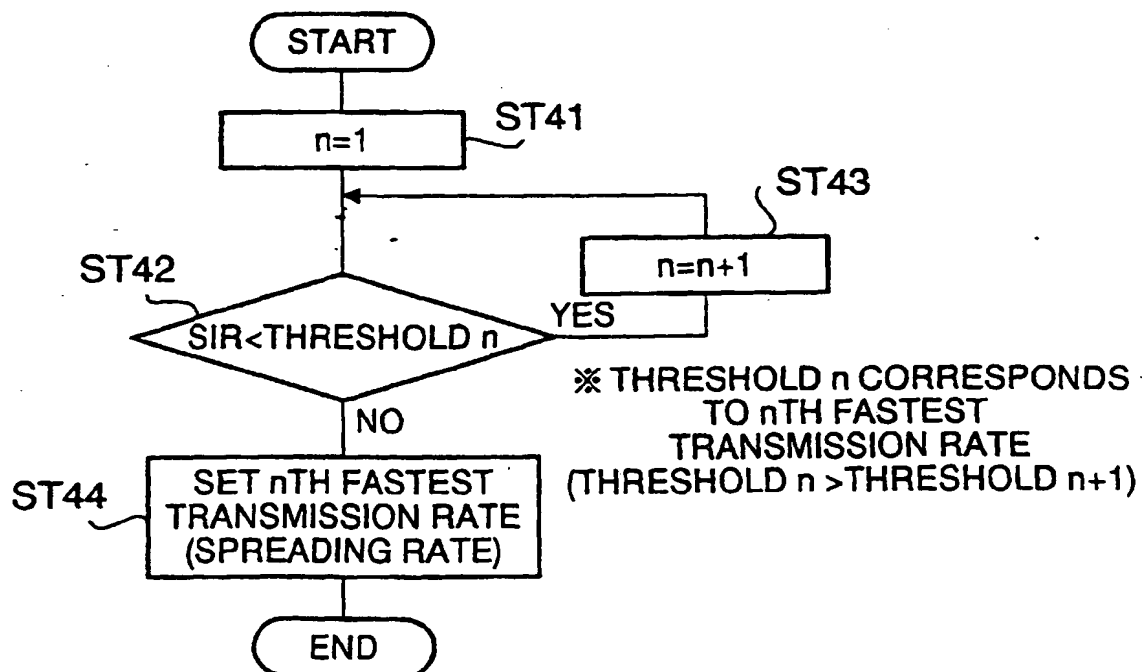 START
n=1
ST41
ST43
n=n+1
ST42
SIR<THRESHOLD n
YES
※ THRESHOLD n CORRESPONDS
TO nTH FASTEST
TRANSMISSION RATE
(THRESHOLD n >THRESHOLD n+1)
NO
ST44
SET nTH FASTEST
TRANSMISSION RATE
(SPREADING RATE)
END